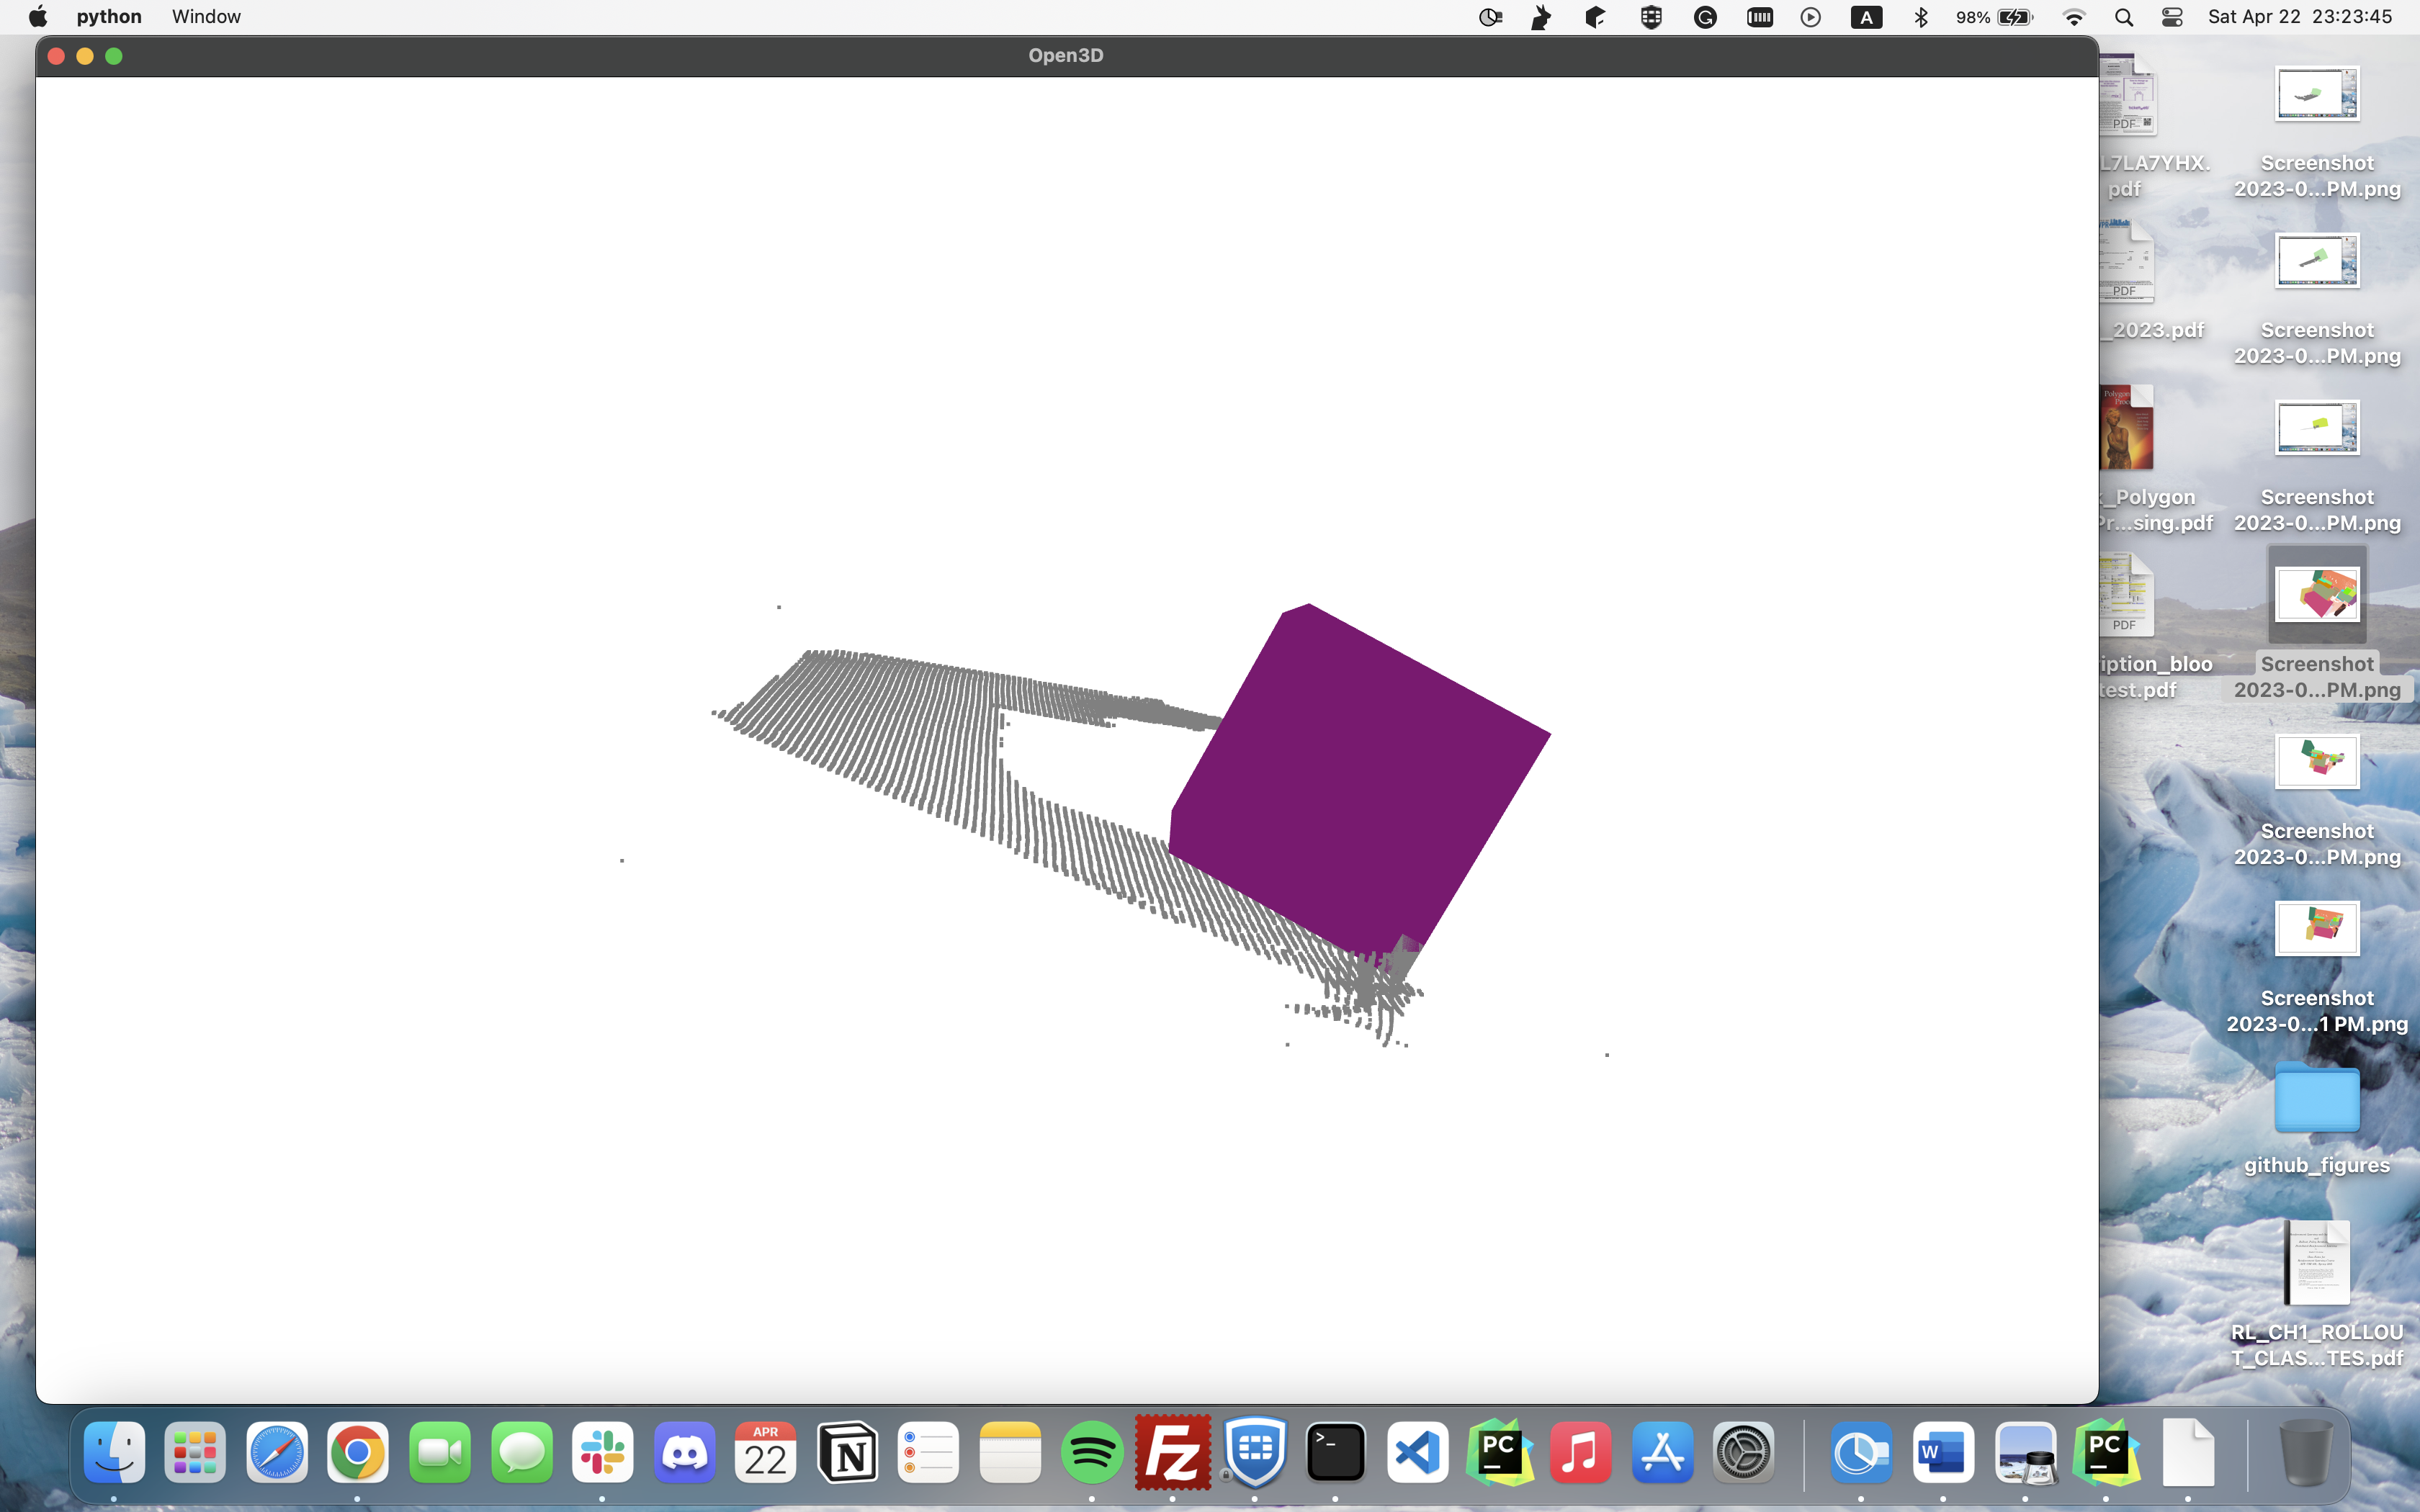 python Window
A 98% Sat Apr 22 23:23:45
Open3D
PDF
L7LA7YHX.
pdf
Screenshot
2023-0...PM.png
PDF
_2023.pdf
Screenshot
2023-0...PM.png
Polygon
_Polygon
Pr...sing.pdf
Screenshot
2023-0...PM.png
PDF
ription_bloo
test.pdf
Screenshot
2023-0...PM.png
Screenshot
2023-0...PM.png
Screenshot
2023-0...1 PM.png
github_figures
RL_CH1_ROLLOU
T_CLAS...TES.pdf
APR
22
N
Fz
>_
PC
W
PC